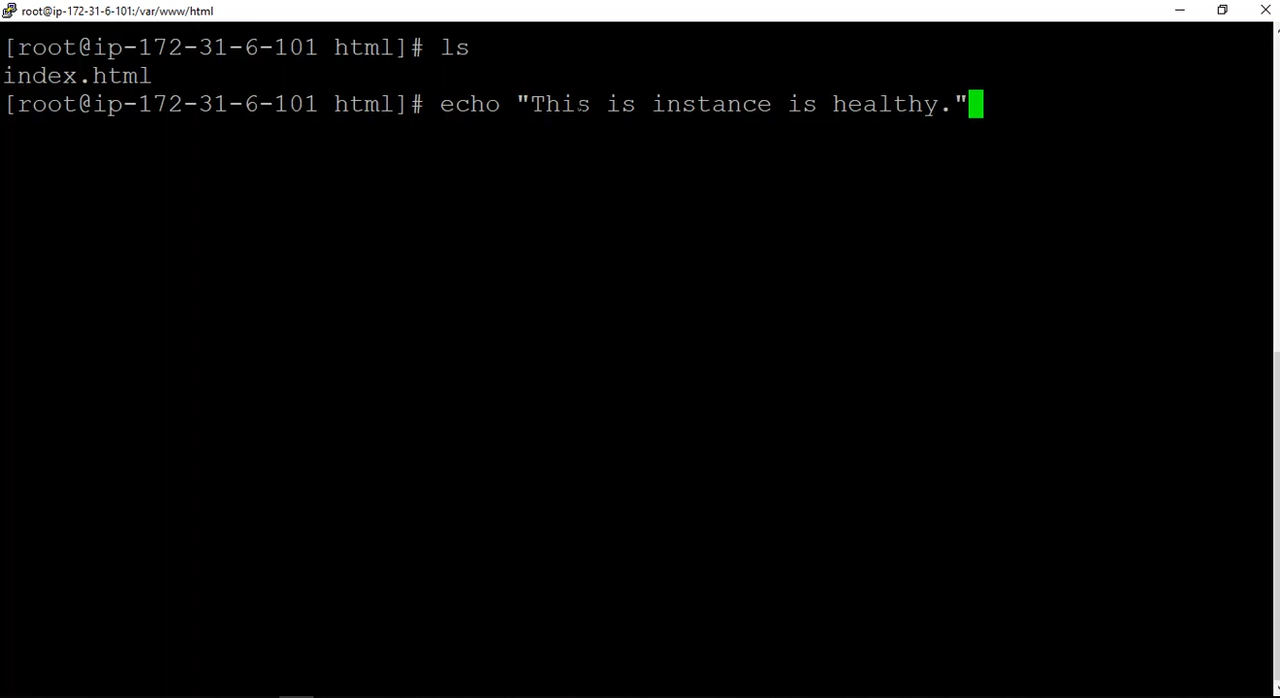 root@ip-172-31-6-101:/var/www/html
[root@ip-172-31-6-101 html]# ls
index.html
[root@ip-172-31-6-101 html]# echo "This is instance is healthy."